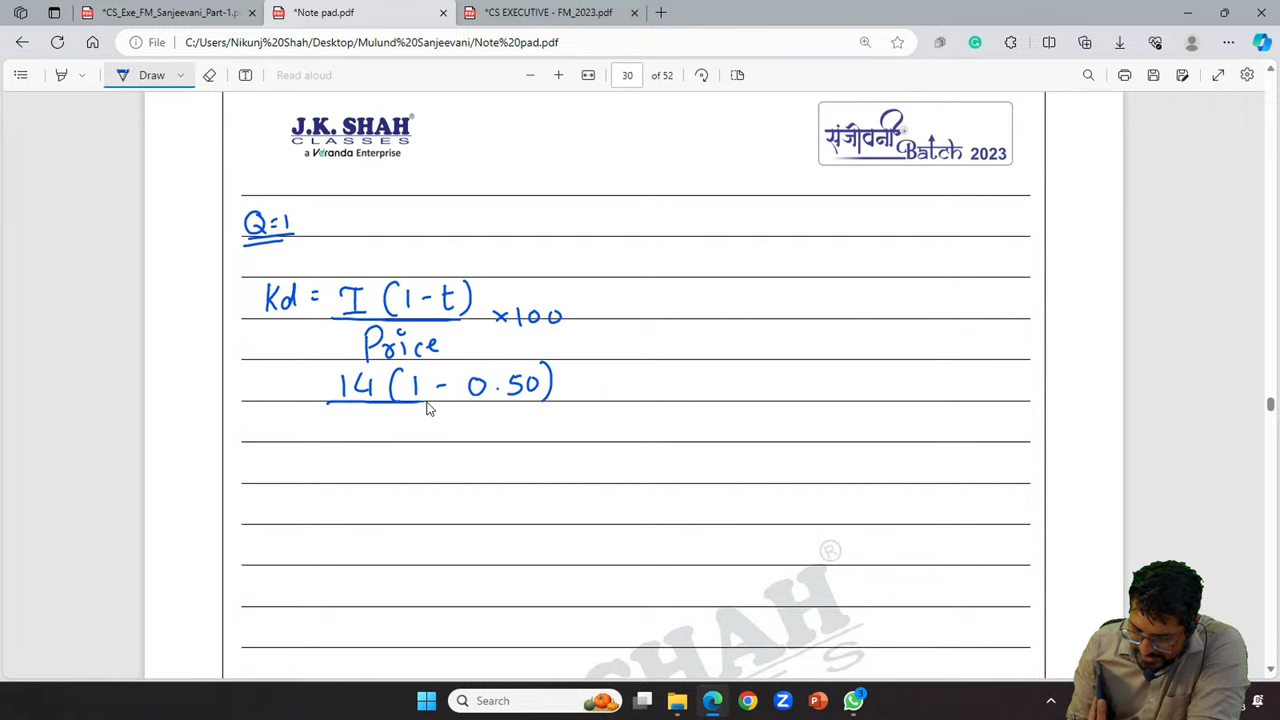 *CS_Exe_FM_Sanjeevani_Part-1.p
*Note pad.pdf
*CS EXECUTIVE - FM_2023.pdf
File
C:/Users/Nikunj%20Shah/Desktop/Mulund%20Sanjeevani/Note%20pad.pdf
Draw
Read aloud
30 of 52
J.K. SHAH®
CLASSES
a Veranda Enterprise
संजीवनी
Batch 2023
Q=1
Kd = I (1 - t) ×100
Price
14 (1 - 0.50)
SHAH®
Search
3